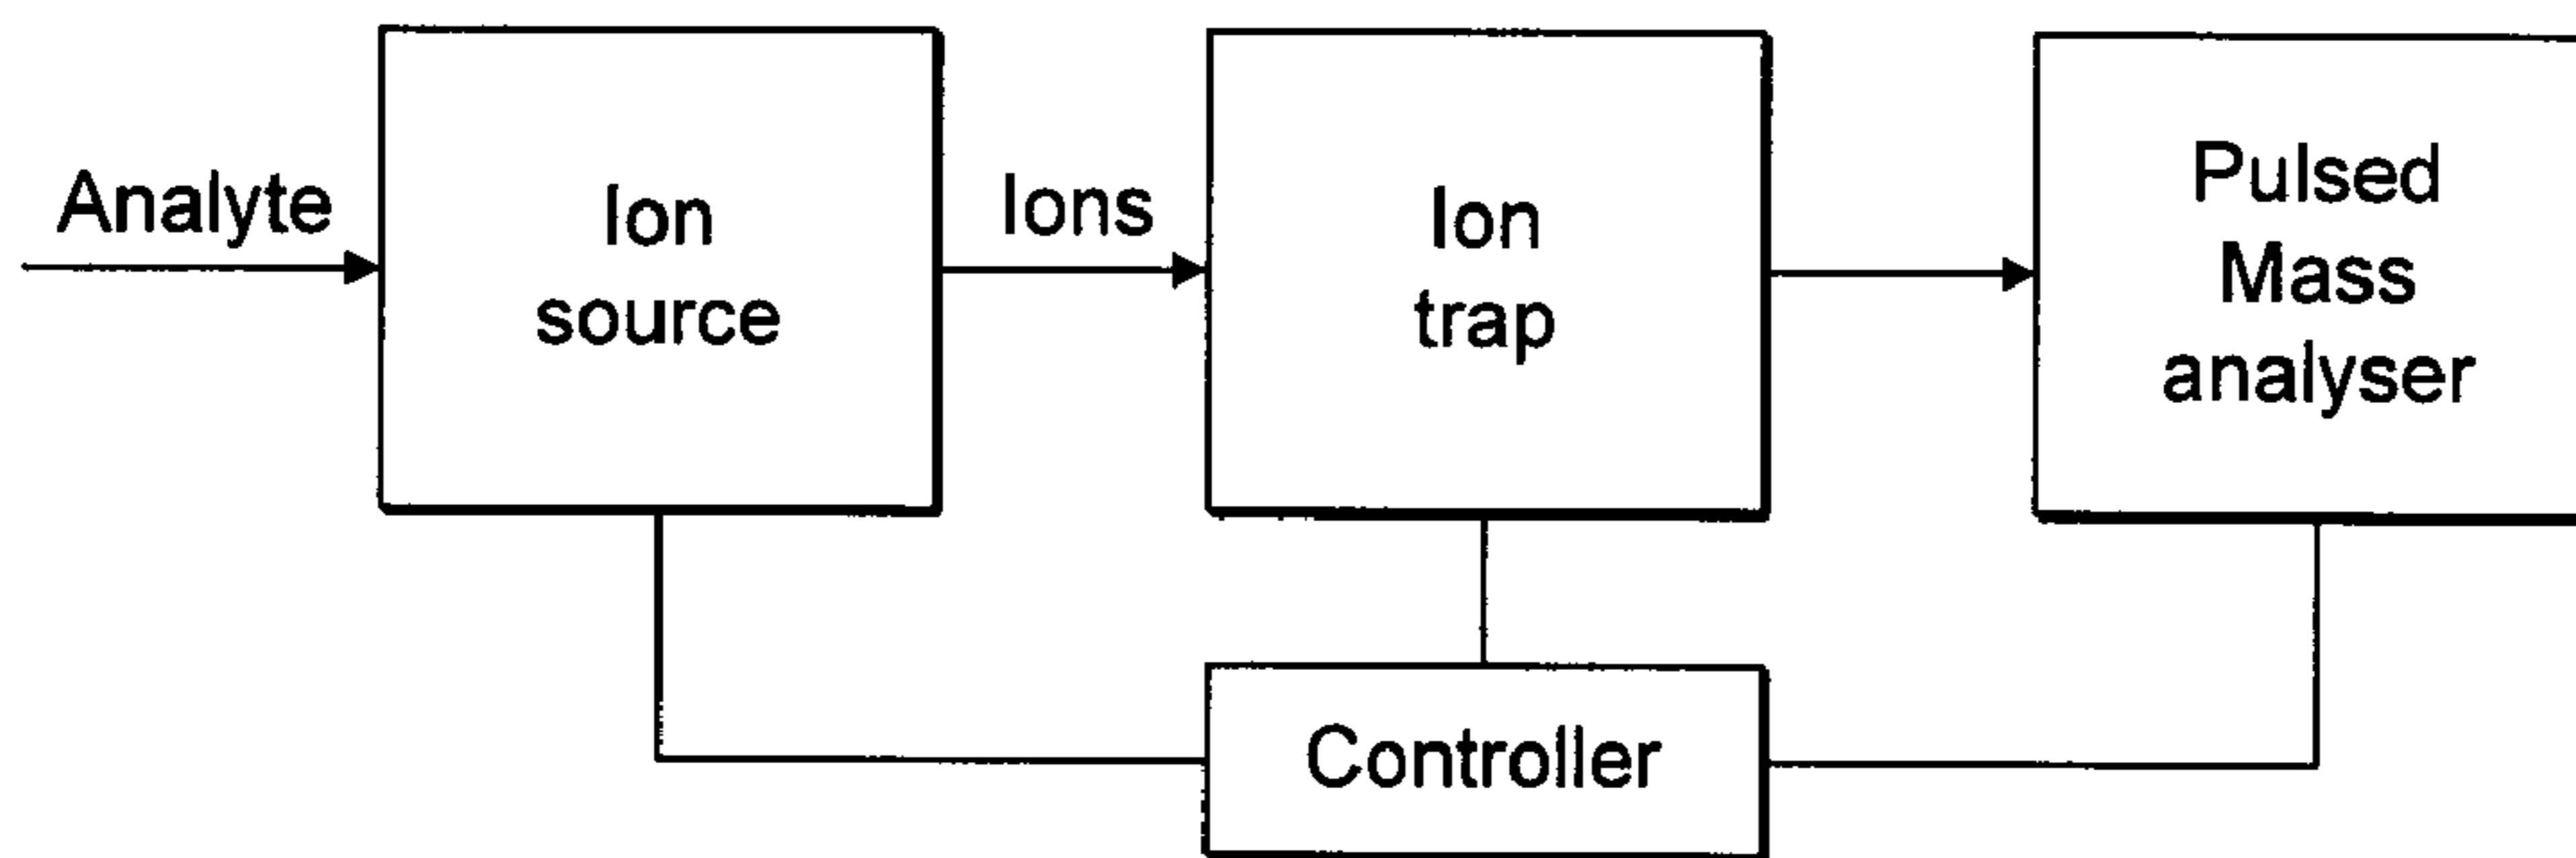 Analyte
Ion
source
Ions
Ion
trap
Pulsed
Mass
analyser
Controller